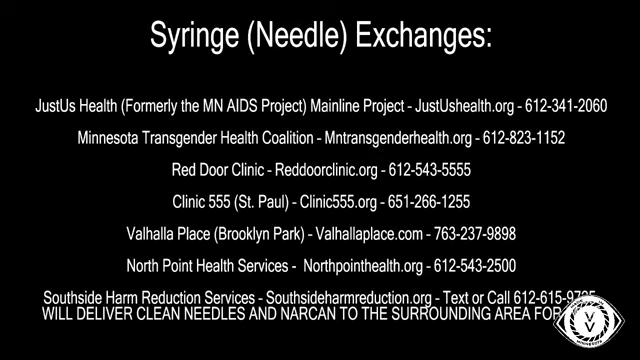 Syringe (Needle) Exchanges:
JustUs Health (Formerly the MN AIDS Project) Mainline Project - JustUshealth.org - 612-341-2060
Minnesota Transgender Health Coalition - Mntransgenderhealth.org - 612-823-1152
Red Door Clinic - Reddoorclinic.org - 612-543-5555
Clinic 555 (St. Paul) - Clinic555.org - 651-266-1255
Valhalla Place (Brooklyn Park) - Valhallaplace.com - 763-237-9898
North Point Health Services - Northpointhealth.org - 612-543-2500
Southside Harm Reduction Services - Southsideharmreduction.org - Text or Call
WILL DELIVER CLEAN NEEDLES AND NARCAN TO THE SURROUNDING AREA FOR
V